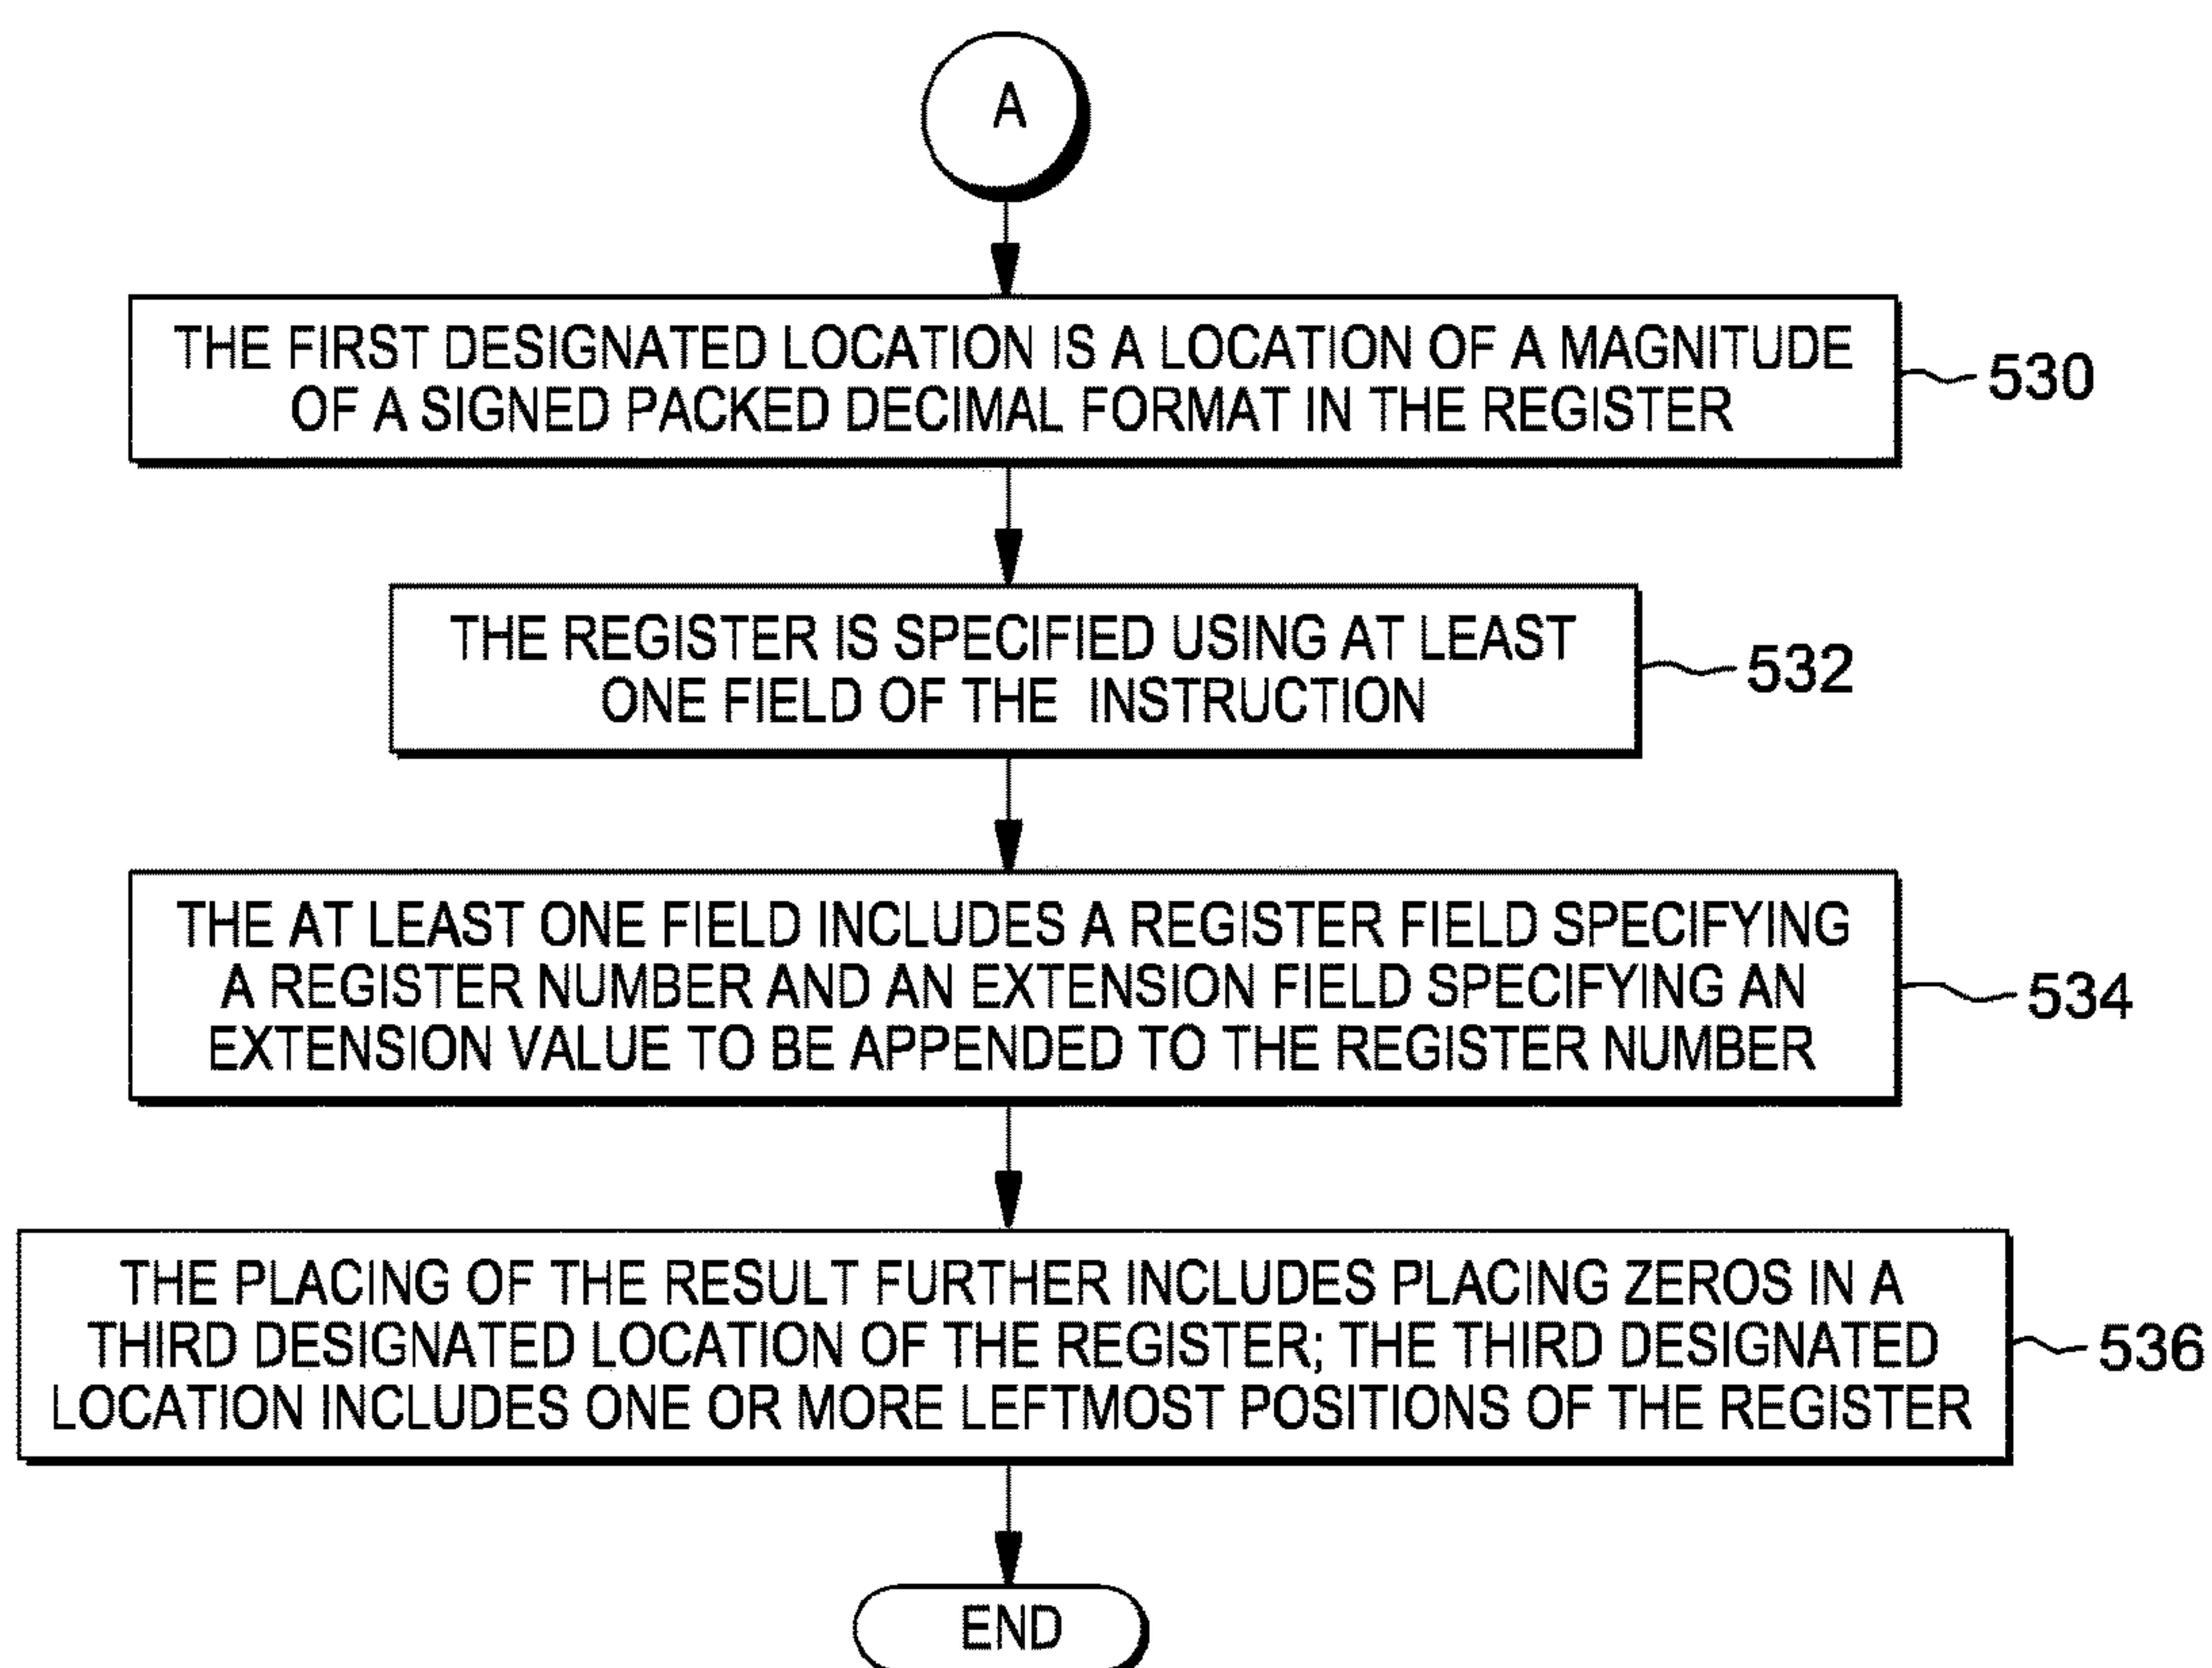 A
THE FIRST DESIGNATED LOCATION IS A LOCATION OF A MAGNITUDE
OF A SIGNED PACKED DECIMAL FORMAT IN THE REGISTER
530
THE REGISTER IS SPECIFIED USING AT LEAST
ONE FIELD OF THE INSTRUCTION
532
THE AT LEAST ONE FIELD INCLUDES A REGISTER FIELD SPECIFYING
A REGISTER NUMBER AND AN EXTENSION FIELD SPECIFYING AN
EXTENSION VALUE TO BE APPENDED TO THE REGISTER NUMBER
534
THE PLACING OF THE RESULT FURTHER INCLUDES PLACING ZEROS IN A
THIRD DESIGNATED LOCATION OF THE REGISTER; THE THIRD DESIGNATED
LOCATION INCLUDES ONE OR MORE LEFTMOST POSITIONS OF THE REGISTER
536
END